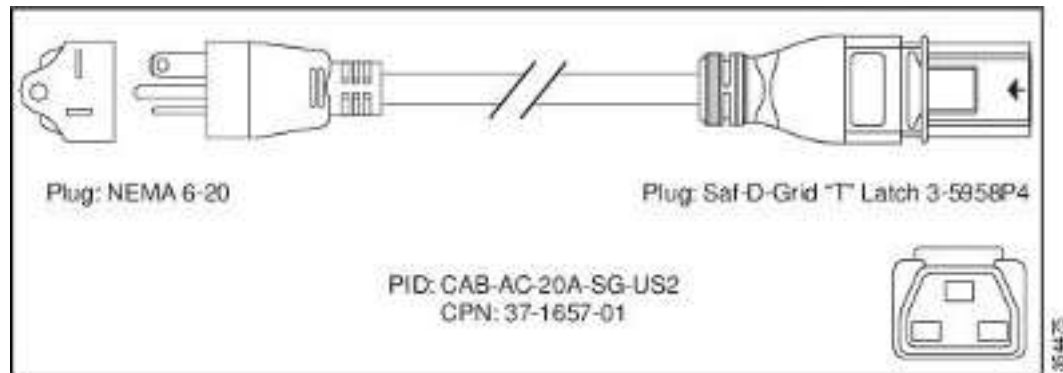 Plug: NEMA 6-20
Plug: Saf-D-Grid "T" Latch 3-5958P4
PID: CAB-AC-20A-SG-US2
CPN: 37-1657-01